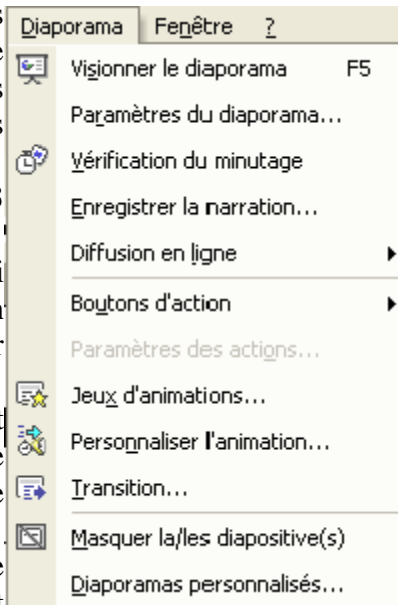 Diaporama Fenêtre ?
Visionner le diaporama F5
Paramètres du diaporama...
Vérification du minutage
Enregistrer la narration...
Diffusion en ligne
Boutons d'action
Paramètres des actions...
Jeux d'animations...
Personnaliser l'animation...
Transition...
Masquer la/les diapositive(s)
Diaporamas personnalisés...